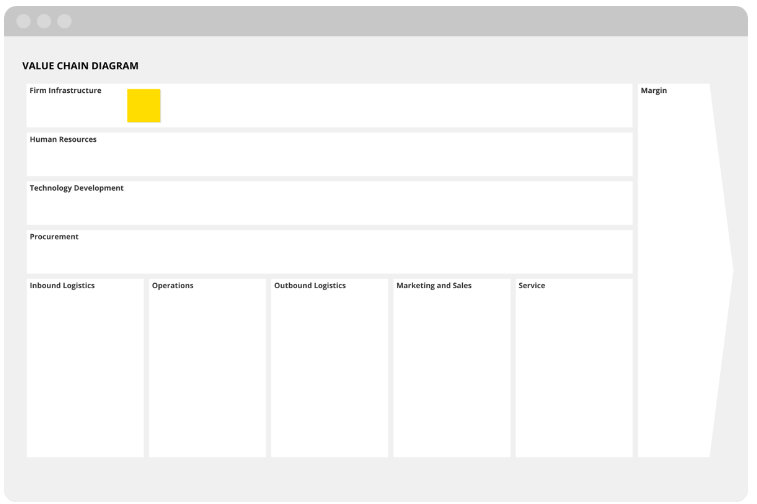 VALUE CHAIN DIAGRAM
Firm Infrastructure
Margin
Human Resources
Technology Development
Procurement
Inbound Logistics
Operations
Outbound Logistics
Marketing and Sales
Service